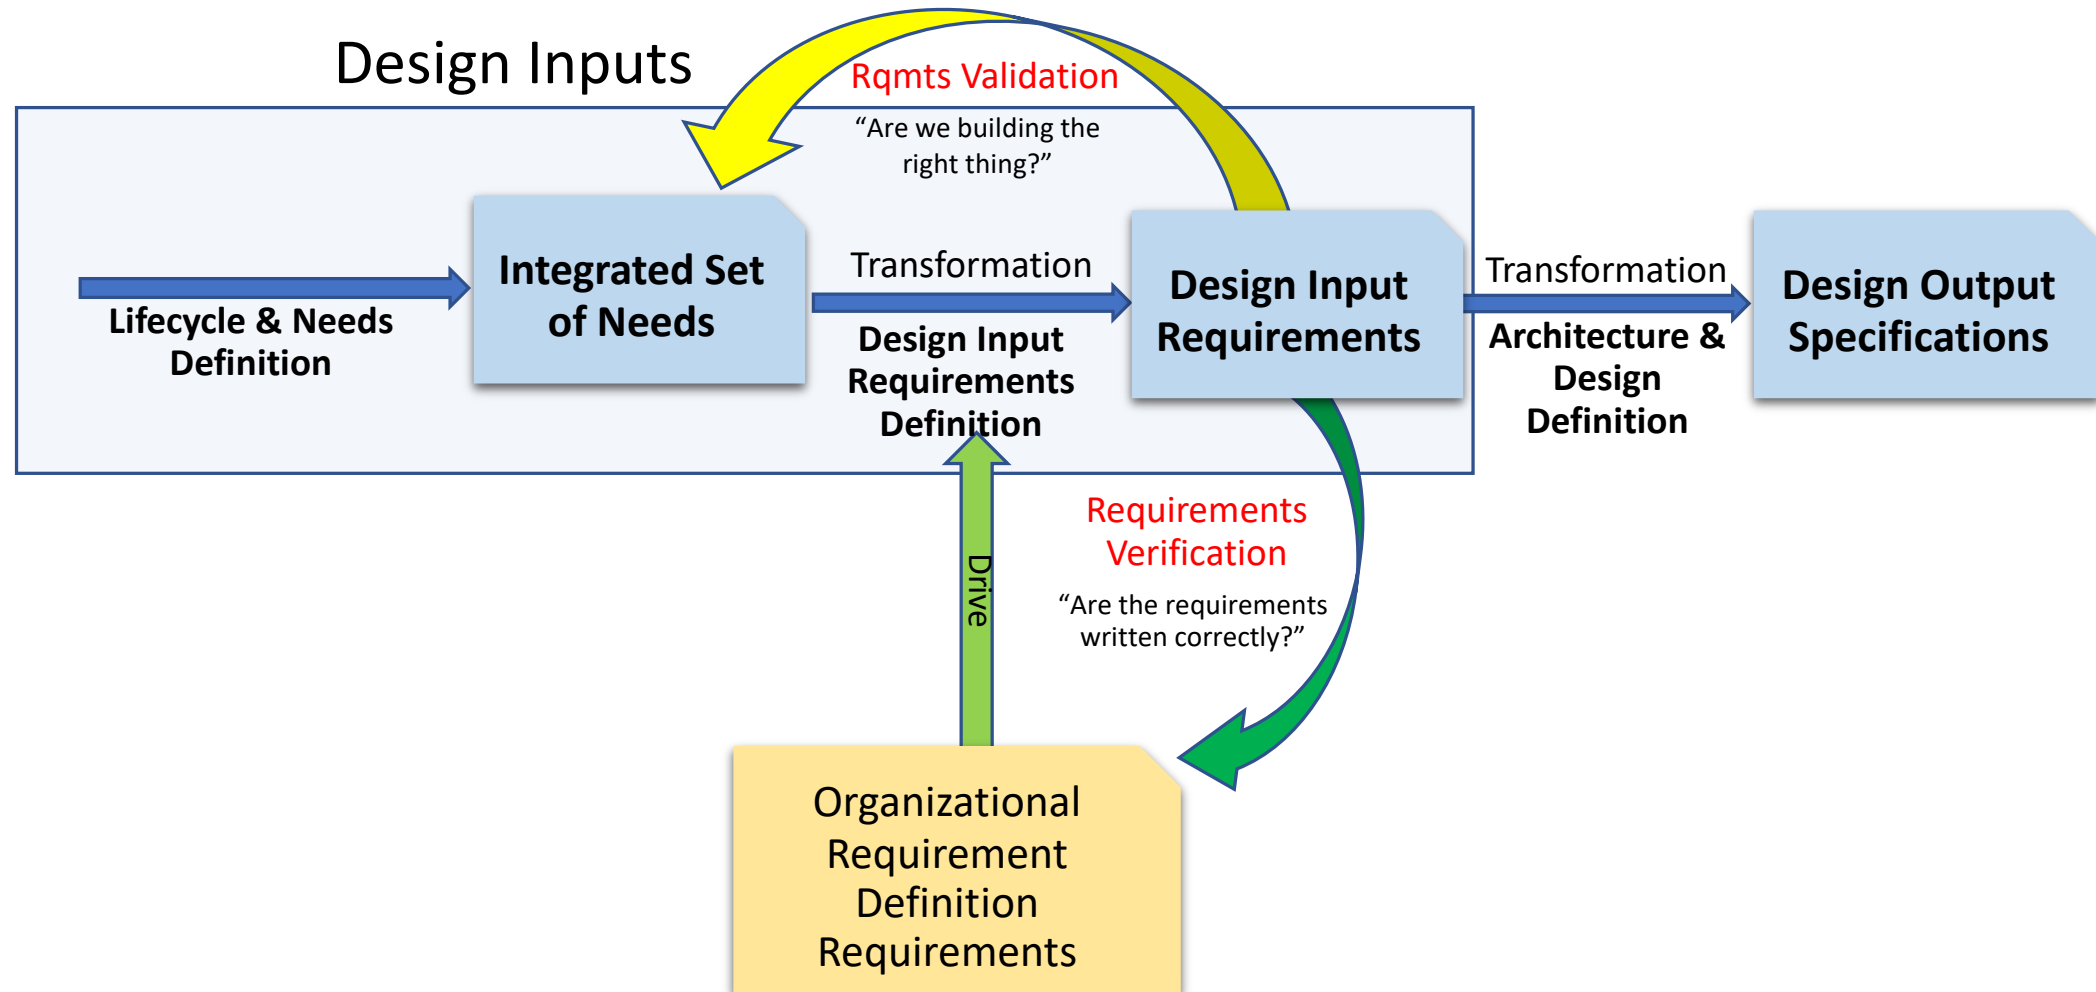 Design Inputs
Rqmts Validation
“Are we building the
right thing?”
Lifecycle & Needs
Definition
Integrated Set
of Needs
Transformation
Design Input
Requirements
Definition
Design Input
Requirements
Transformation
Architecture &
Design
Definition
Design Output
Specifications
Drive
Requirements
Verification
“Are the requirements
written correctly?”
Organizational
Requirement
Definition
Requirements